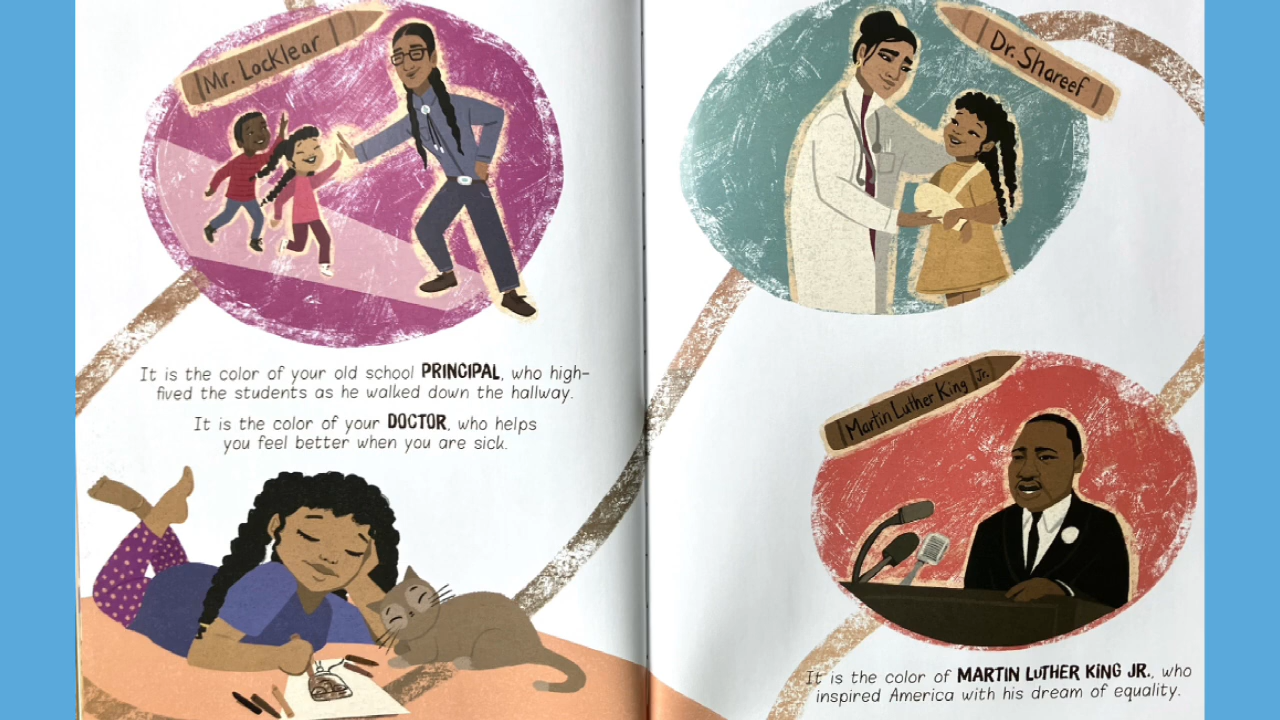 Mr. Locklear
It is the color of your old school PRINCIPAL, who high-
fived the students as he walked down the hallway.
It is the color of your DOCTOR, who helps
you feel better when you are sick.
Dr. Shareef
Martin Luther King Jr.
It is the color of MARTIN LUTHER KING JR., who
inspired America with his dream of equality.